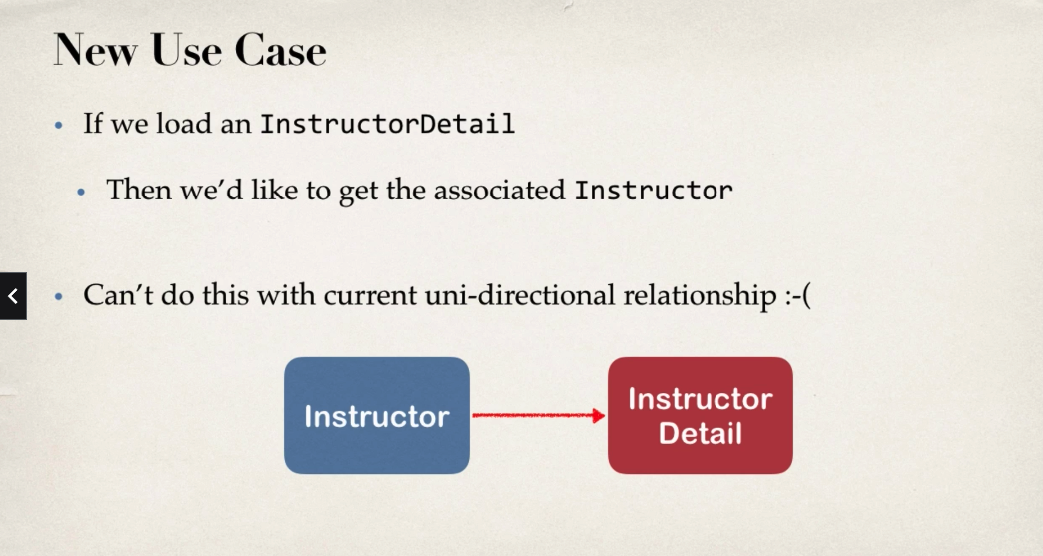 New Use Case
• If we load an InstructorDetail
• Then we’d like to get the associated Instructor
• Can’t do this with current uni-directional relationship :-(
Instructor
Instructor
Detail